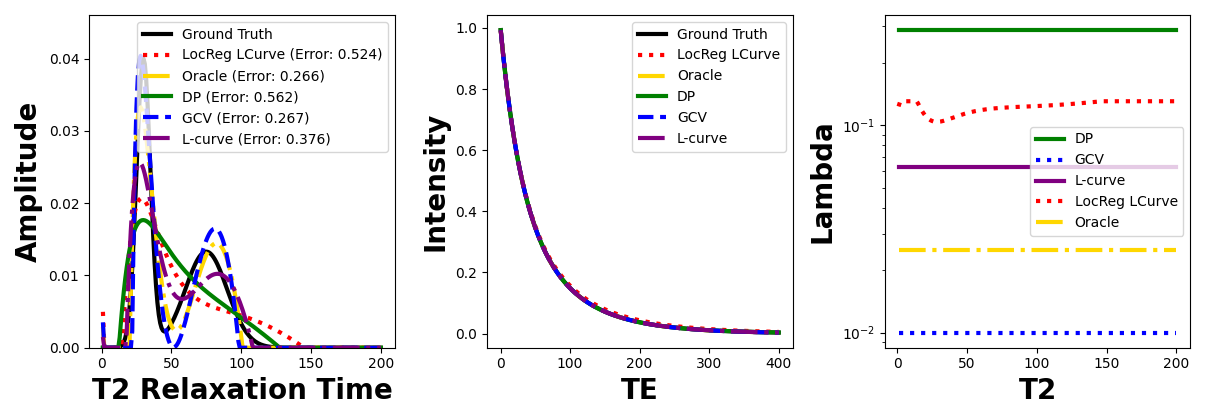 0.04
0.03
0.02
0.01
0.00
0
50
100
150
200
Amplitude
T2 Relaxation Time
Ground Truth
LocReg LCurve (Error: 0.524)
Oracle (Error: 0.266)
DP (Error: 0.562)
GCV (Error: 0.267)
L-curve (Error: 0.376)
1.0
0.8
0.6
0.4
0.2
0.0
0
100
200
300
400
Intensity
TE
Ground Truth
LocReg LCurve
Oracle
DP
GCV
L-curve
10⁻¹
10⁻²
0
50
100
150
200
Lambda
T2
DP
GCV
L-curve
LocReg LCurve
Oracle